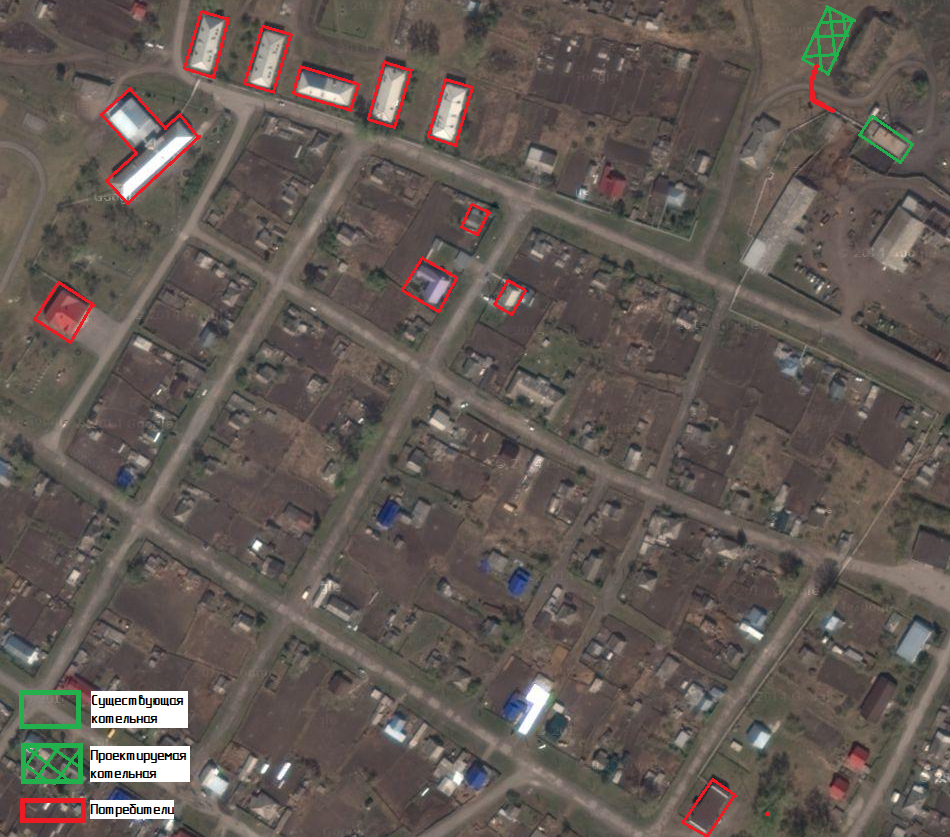 Существующая
котельная
Проектируемая
котельная
Потребители